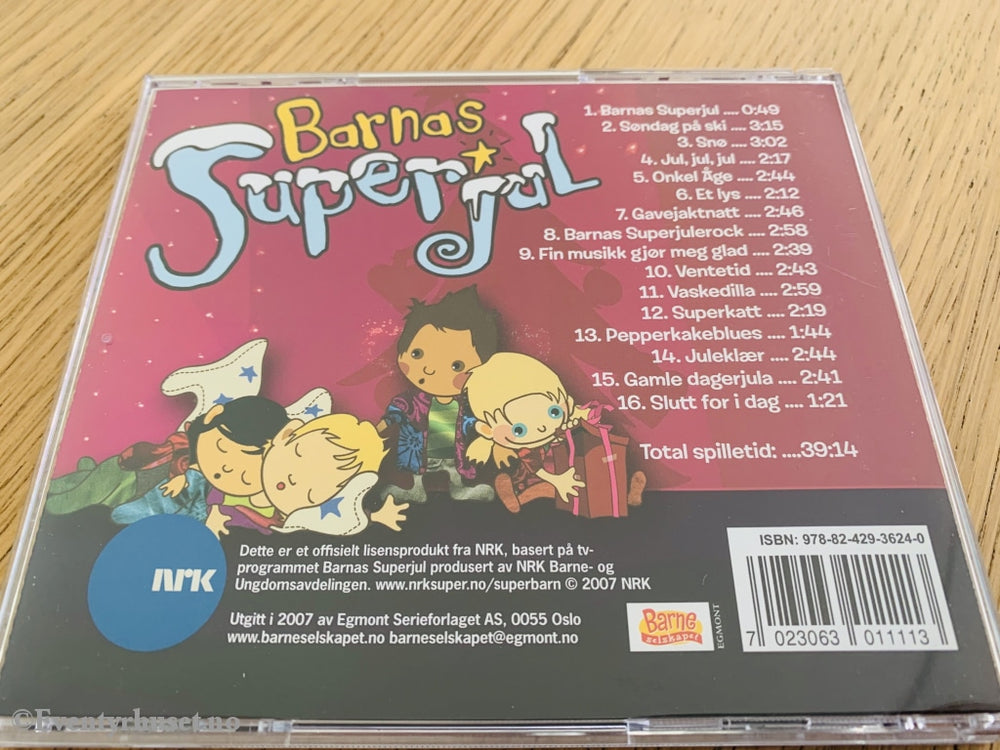 Barnas
Superjul
1. Barnas Superjul .... 0:49
2. Søndag på ski .... 3:15
3. Snø .... 3:02
4. Jul, jul, jul .... 2:17
5. Onkel Åge .... 2:44
6. Et lys .... 2:12
7. Gavejaktnatt .... 2:46
8. Barnas Superjulerock .... 2:58
9. Fin musikk gjør meg glad .... 2:39
10. Ventetid .... 2:43
11. Vaskedilla .... 2:59
12. Superkatt .... 2:19
13. Pepperkakeblues .... 1:44
14. Juleklær .... 2:44
15. Gamle dagerjula .... 2:41
16. Slutt for i dag .... 1:21
Total spilletid: ....39:14
NRK
Dette er et offisielt lisensprodukt fra NRK, basert på tv-
programmet Barnas Superjul produsert av NRK Barne- og
Ungdomsavdelingen. www.nrksuper.no/superbarn © 2007 NRK
Utgitt i 2007 av Egmont Serieforlaget AS, 0055 Oslo
www.barneselskapet.no barneselskapet@egmont.no
Barne
selskapet
EGMONT
ISBN: 978-82-429-3624-0
7 023063 011113
©Eventyrhuset.no